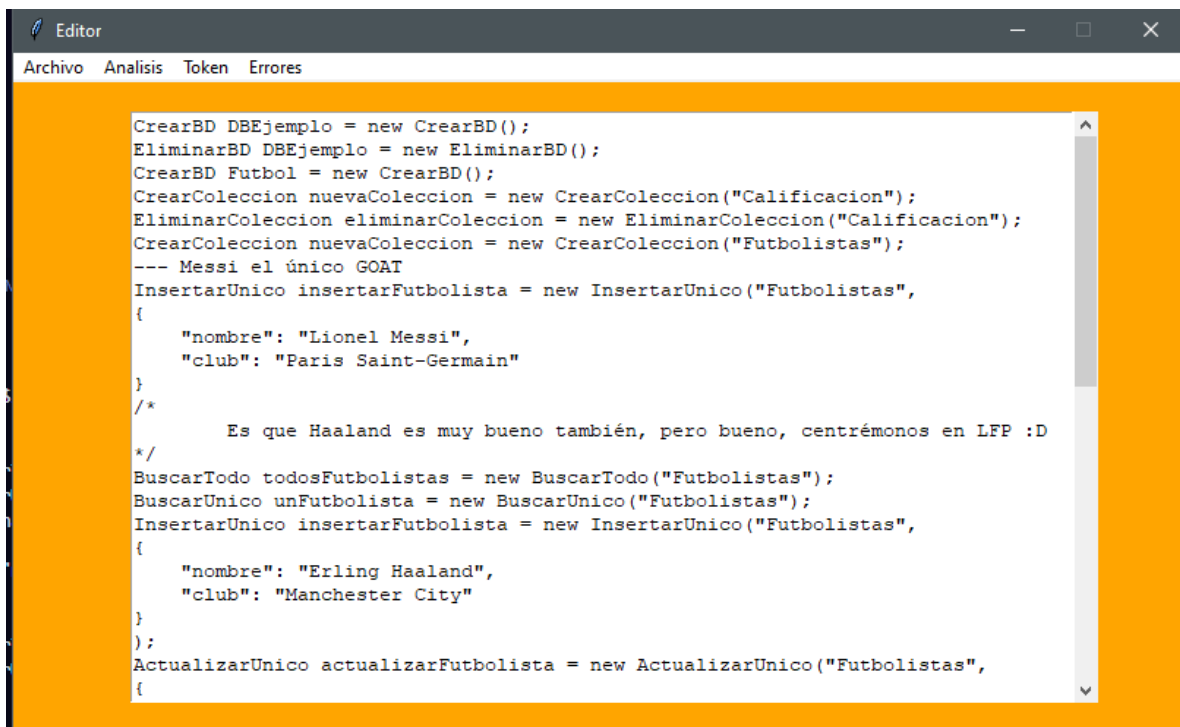 Editor
Archivo Analisis Token Errores
CrearBD DBEjemplo = new CrearBD();
EliminarBD DBEjemplo = new EliminarBD();
CrearBD Futbol = new CrearBD();
CrearColeccion nuevaColeccion = new CrearColeccion("Calificacion");
EliminarColeccion eliminarColeccion = new EliminarColeccion("Calificacion");
CrearColeccion nuevaColeccion = new CrearColeccion("Futbolistas");
--- Messi el único GOAT
InsertarUnico insertarFutbolista = new InsertarUnico("Futbolistas",
{
    "nombre": "Lionel Messi",
    "club": "Paris Saint-Germain"
}
/*
        Es que Haaland es muy bueno también, pero bueno, centrémonos en LFP :D
*/
BuscarTodo todosFutbolistas = new BuscarTodo("Futbolistas");
BuscarUnico unFutbolista = new BuscarUnico("Futbolistas");
InsertarUnico insertarFutbolista = new InsertarUnico("Futbolistas",
{
    "nombre": "Erling Haaland",
    "club": "Manchester City"
}
);
ActualizarUnico actualizarFutbolista = new ActualizarUnico("Futbolistas",
{